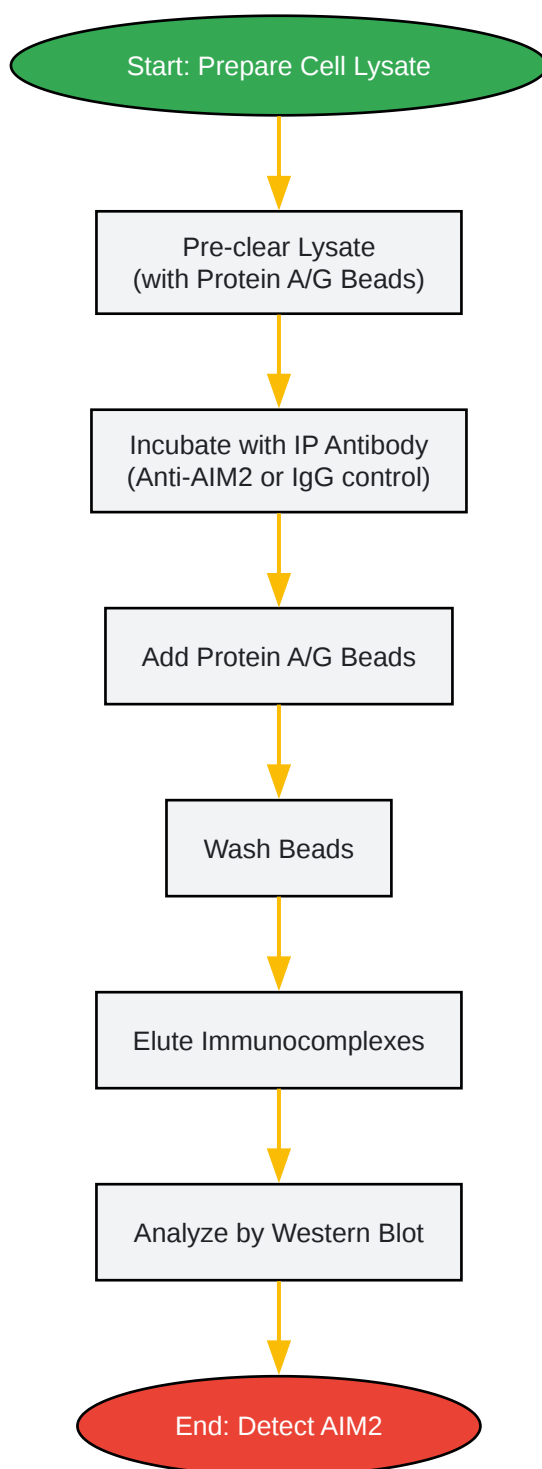 Start: Prepare Cell Lysate
Pre-clear Lysate
(with Protein A/G Beads)
Incubate with IP Antibody
(Anti-AIM2 or IgG control)
Add Protein A/G Beads
Wash Beads
Elute Immunocomplexes
Analyze by Western Blot
End: Detect AIM2